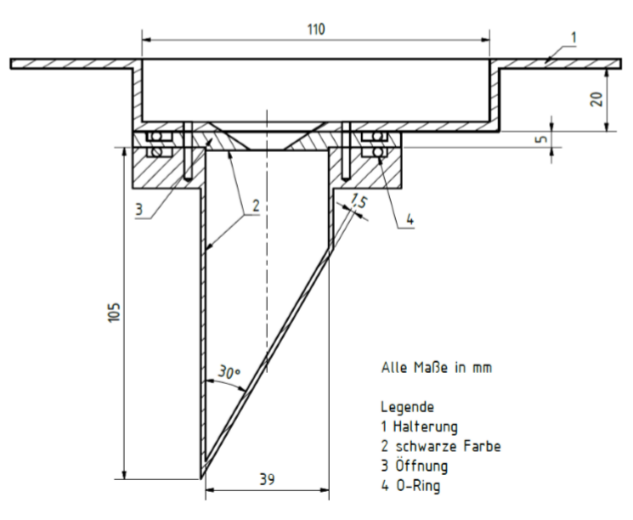 110
1
20
5
3
2
1,5
4
105
30°
Alle Maße in mm
Legende
1 Halterung
2 schwarze Farbe
3 Öffnung
4 O-Ring
39